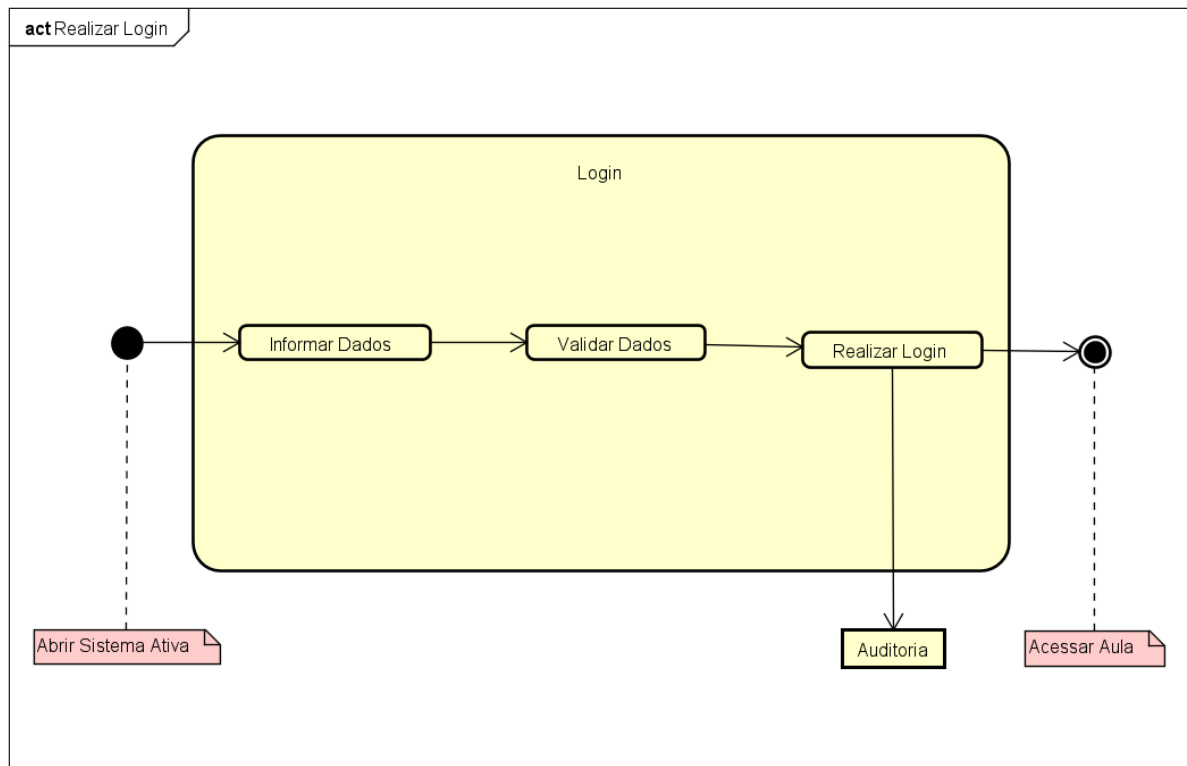 act Realizar Login
Login
Informar Dados
Validar Dados
Realizar Login
Abrir Sistema Ativa
Auditoria
Acessar Aula